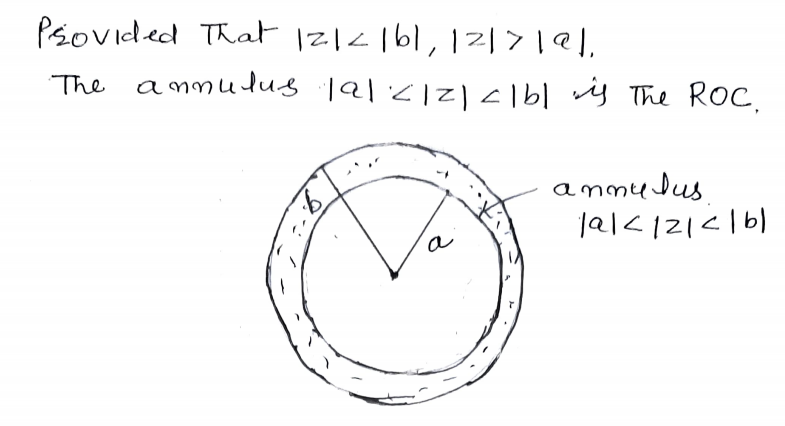 Provided That |z| < |b|, |z| > |a|.
The annulus |a| < |z| < |b| is The ROC.
b
annulus
a
|a| < |z| < |b|